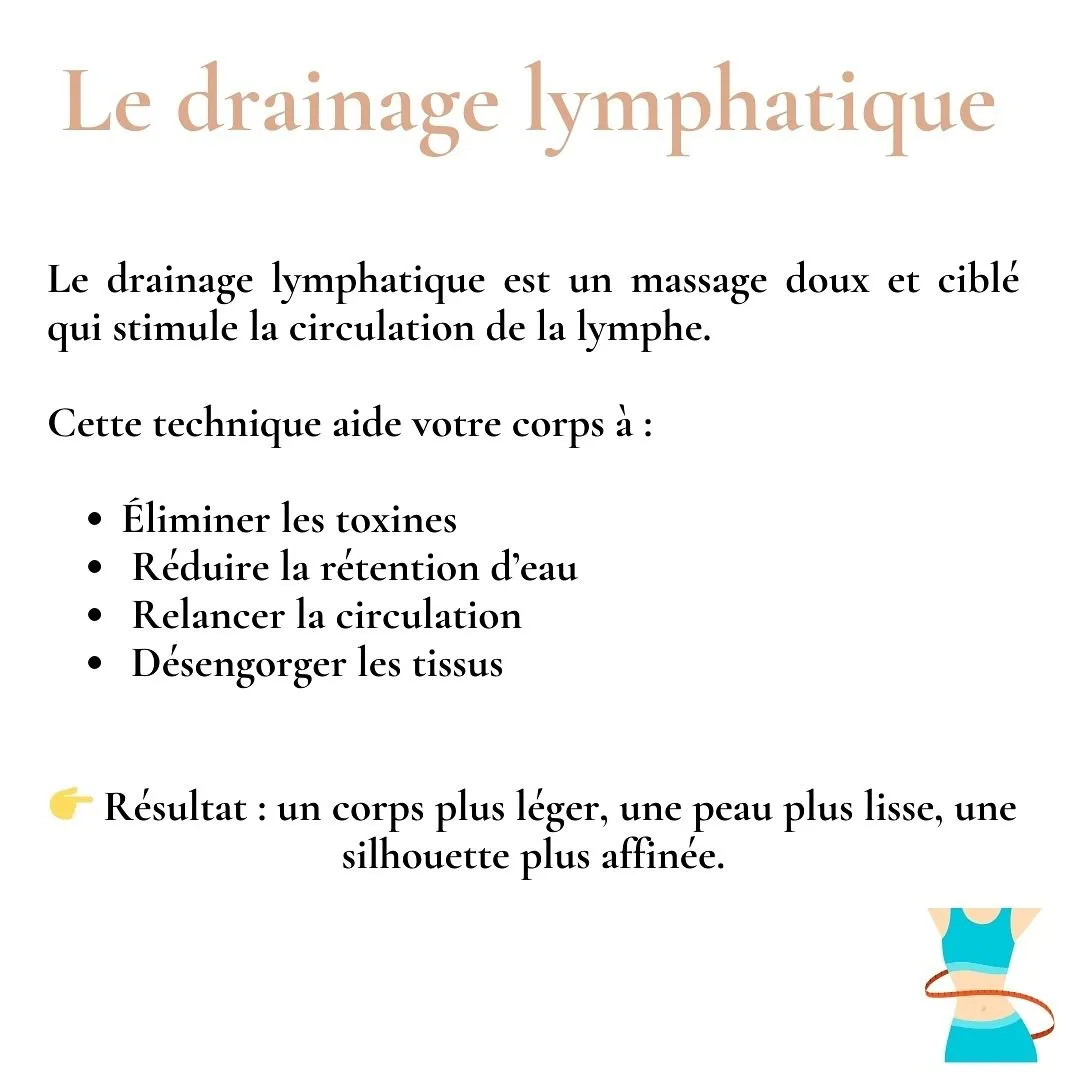 Le drainage lymphatique
Le drainage lymphatique est un massage doux et ciblé
qui stimule la circulation de la lymphe.
Cette technique aide votre corps à :
• Éliminer les toxines
• Réduire la rétention d’eau
• Relancer la circulation
• Désengorger les tissus
👉 Résultat : un corps plus léger, une peau plus lisse, une
silhouette plus affinée.